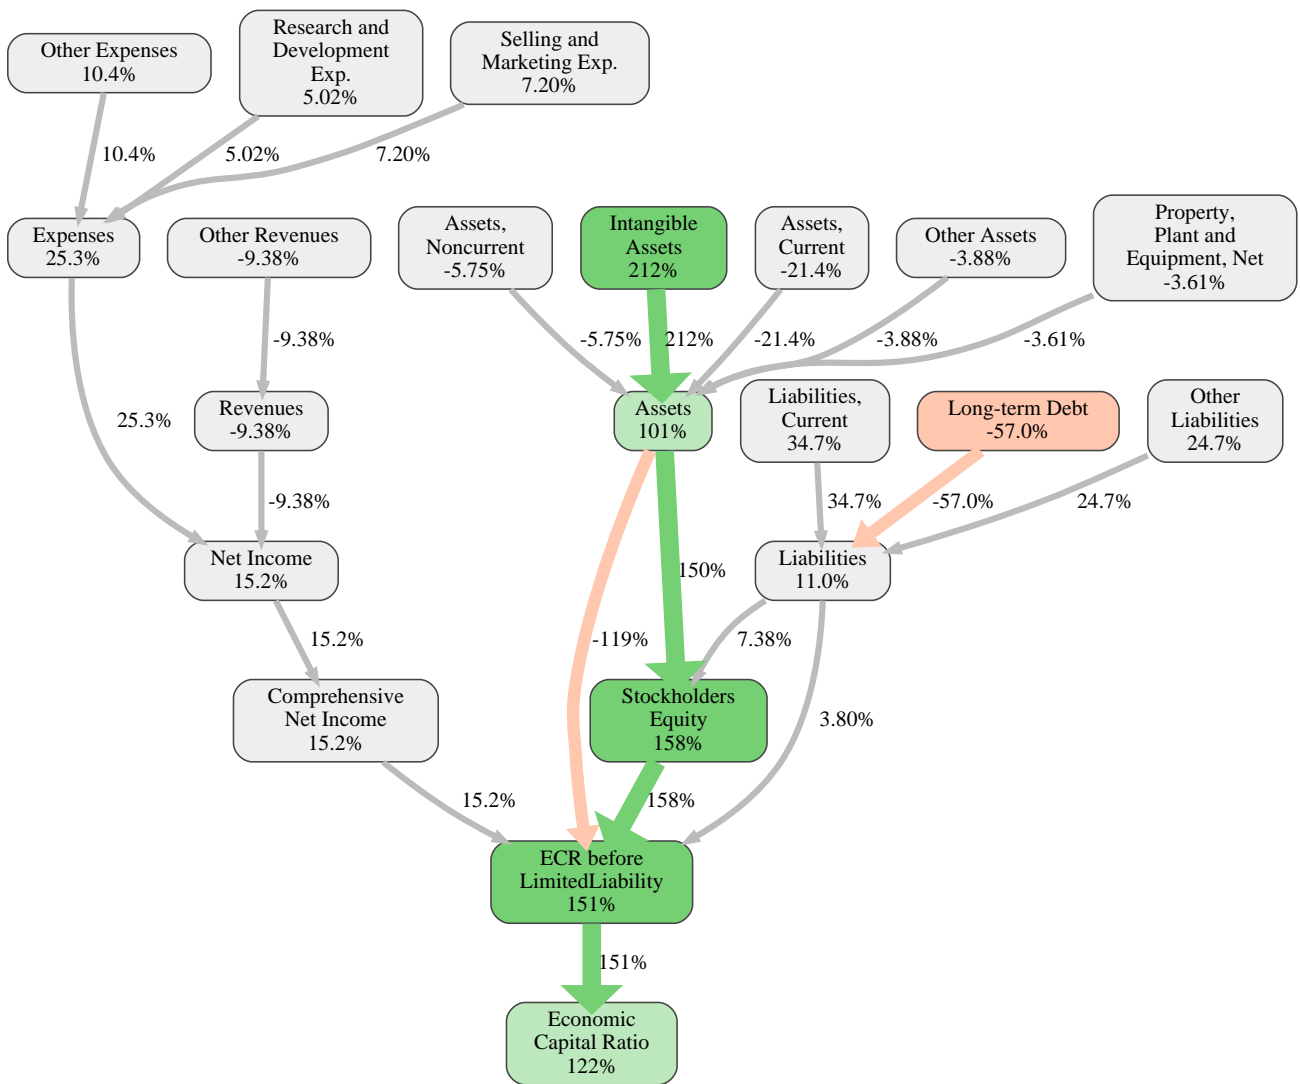 Other Expenses
10.4%
Research and
Development
Exp.
5.02%
Selling and
Marketing Exp.
7.20%
10.4%
5.02%
7.20%
Expenses
25.3%
Other Revenues
-9.38%
Assets,
Noncurrent
-5.75%
Intangible
Assets
212%
Assets,
Current
-21.4%
Other Assets
-3.88%
Property,
Plant and
Equipment, Net
-3.61%
-9.38%
-5.75%
212%
-21.4%
-3.88%
-3.61%
25.3%
Revenues
-9.38%
Assets
101%
Liabilities,
Current
34.7%
Long-term Debt
-57.0%
Other
Liabilities
24.7%
-9.38%
34.7%
-57.0%
24.7%
Net Income
15.2%
150%
Liabilities
11.0%
15.2%
-119%
7.38%
Comprehensive
Net Income
15.2%
Stockholders
Equity
158%
3.80%
15.2%
158%
ECR before
LimitedLiability
151%
151%
Economic
Capital Ratio
122%